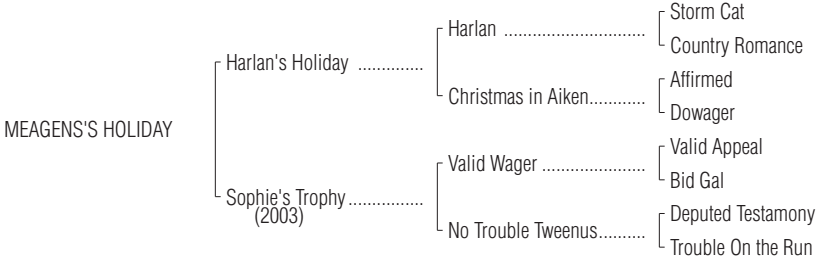 Storm Cat
Harlan ..............................
Country Romance
Harlan's Holiday ..............
Affirmed
Christmas in Aiken............
Dowager
MEAGENS'S HOLIDAY
Valid Appeal
Valid Wager ......................
Bid Gal
Sophie's Trophy................
(2003)
Deputed Testamony
No Trouble Tweenus..........
Trouble On the Run